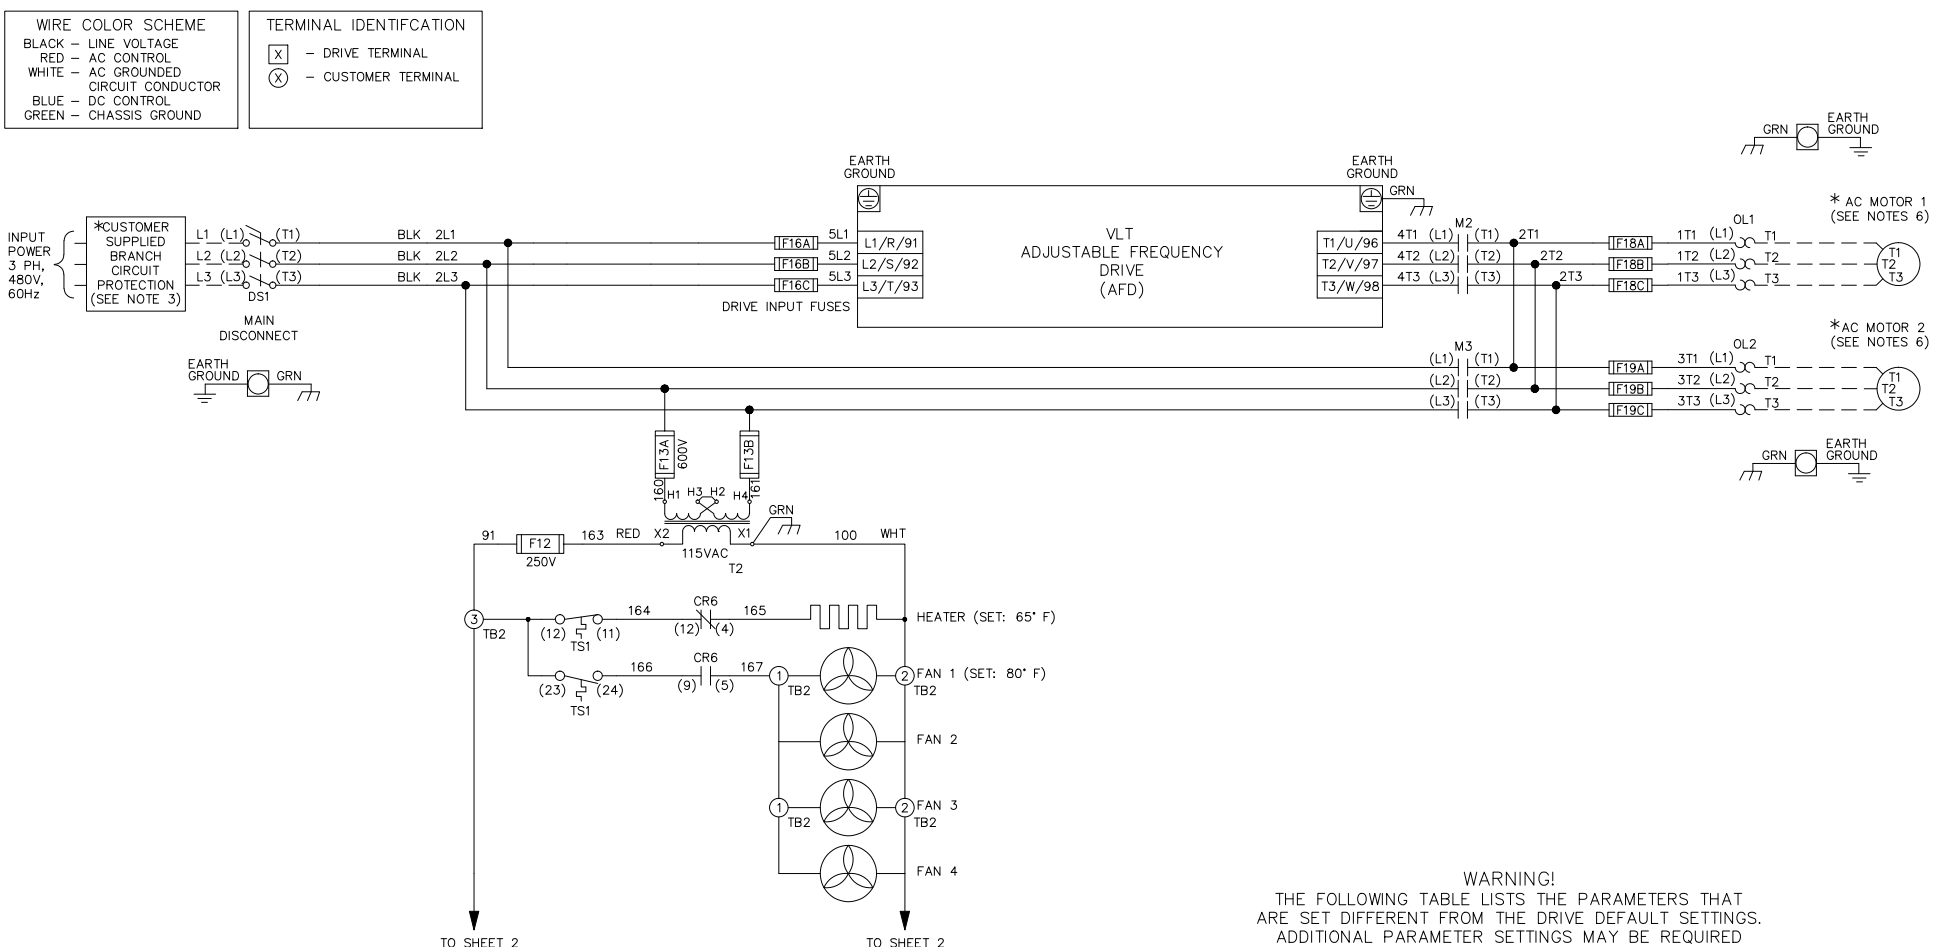 WIRE COLOR SCHEME
BLACK – LINE VOLTAGE
RED – AC CONTROL
WHITE – AC GROUNDED
CIRCUIT CONDUCTOR
BLUE – DC CONTROL
GREEN – CHASSIS GROUND
TERMINAL IDENTIFCATION
X – DRIVE TERMINAL
X – CUSTOMER TERMINAL
GRN
EARTH
GROUND
INPUT
POWER
3 PH,
480V,
60Hz
*CUSTOMER
SUPPLIED
BRANCH
CIRCUIT
PROTECTION
(SEE NOTE 3)
L1 (L1) (T1) BLK 2L1
L2 (L2) (T2) BLK 2L2
L3 (L3) (T3) BLK 2L3
DS1
MAIN
DISCONNECT
EARTH
GROUND
GRN
F16A 5L1 L1/R/91
F16B 5L2 L2/S/92
F16C 5L3 L3/T/93
DRIVE INPUT FUSES
EARTH
GROUND
VLT
ADJUSTABLE FREQUENCY
DRIVE
(AFD)
EARTH
GROUND
GRN
M2
T1/U/96 4T1 (L1) (T1) 2T1 F18A 1T1 (L1) T1
T2/V/97 4T2 (L2) (T2) 2T2 F18B 1T2 (L2) T2
T3/W/98 4T3 (L3) (T3) 2T3 F18C 1T3 (L3) T3
OL1
* AC MOTOR 1
(SEE NOTES 6)
T1
T2
T3
M3
(L1) (T1) F19A 3T1 (L1) T1
(L2) (T2) F19B 3T2 (L2) T2
(L3) (T3) F19C 3T3 (L3) T3
OL2
* AC MOTOR 2
(SEE NOTES 6)
T1
T2
T3
GRN
EARTH
GROUND
F13A
600V
F13B
160
161
H1 H3 H2 H4
GRN
91 F12 163 RED X2 X1 100 WHT
250V
115VAC
T2
3
TB2
(12) (11)
TS1
164
CR6
(12) (4)
165
HEATER (SET: 65° F)
(23) (24)
TS1
166
CR6
(9) (5)
167
1
TB2
2
TB2
FAN 1 (SET: 80° F)
FAN 2
1
TB2
2
TB2
FAN 3
FAN 4
TO SHEET 2
TO SHEET 2
WARNING!
THE FOLLOWING TABLE LISTS THE PARAMETERS THAT
ARE SET DIFFERENT FROM THE DRIVE DEFAULT SETTINGS.
ADDITIONAL PARAMETER SETTINGS MAY BE REQUIRED